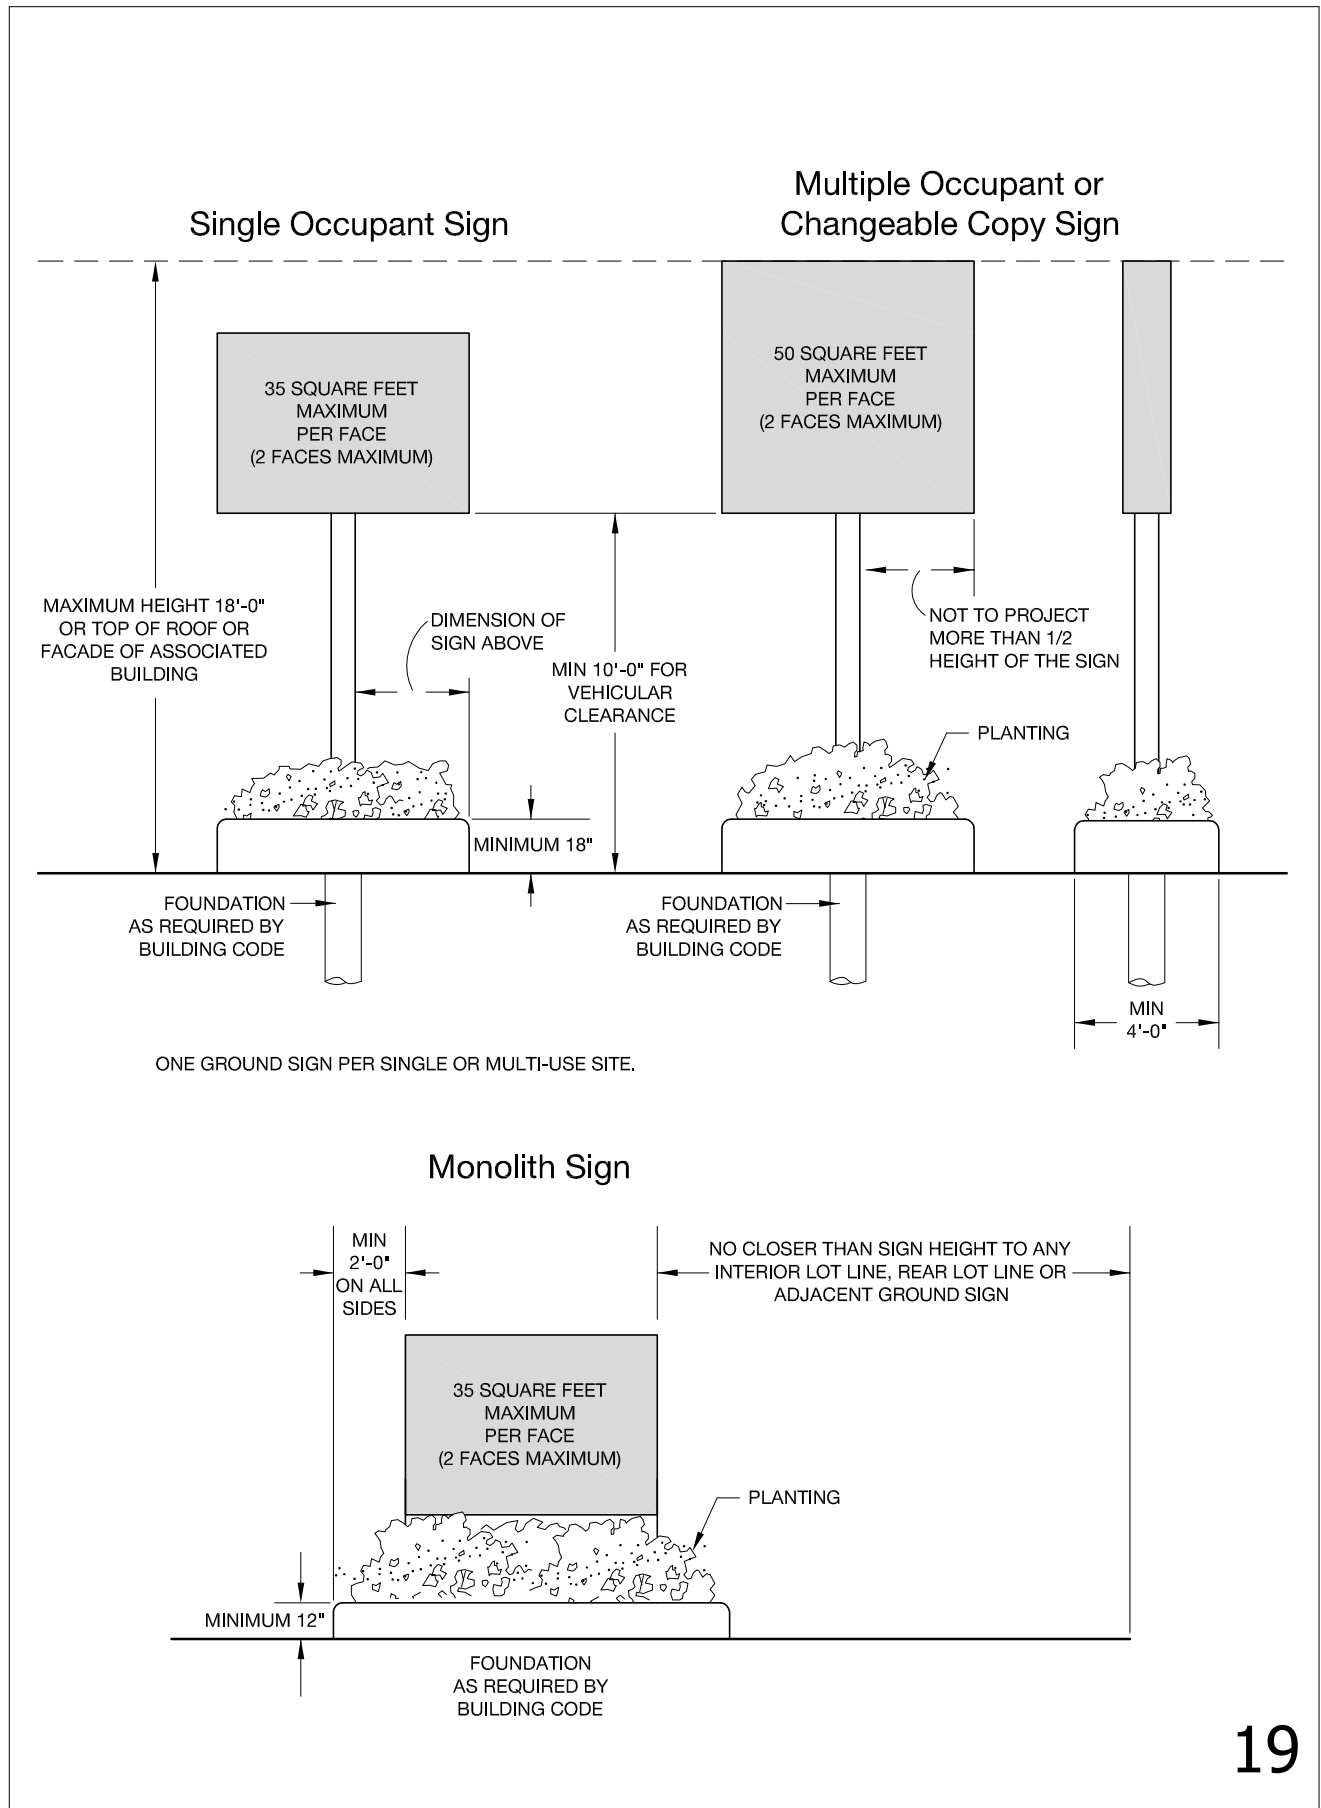 Single Occupant Sign
Multiple Occupant or
Changeable Copy Sign
35 SQUARE FEET
MAXIMUM
PER FACE
(2 FACES MAXIMUM)
50 SQUARE FEET
MAXIMUM
PER FACE
(2 FACES MAXIMUM)
MAXIMUM HEIGHT 18'-0"
OR TOP OF ROOF OR
FACADE OF ASSOCIATED
BUILDING
DIMENSION OF
SIGN ABOVE
MIN 10'-0" FOR
VEHICULAR
CLEARANCE
NOT TO PROJECT
MORE THAN 1/2
HEIGHT OF THE SIGN
PLANTING
MINIMUM 18"
FOUNDATION
AS REQUIRED BY
BUILDING CODE
FOUNDATION
AS REQUIRED BY
BUILDING CODE
MIN
4'-0"
ONE GROUND SIGN PER SINGLE OR MULTI-USE SITE.
Monolith Sign
MIN
2'-0"
ON ALL
SIDES
NO CLOSER THAN SIGN HEIGHT TO ANY
INTERIOR LOT LINE, REAR LOT LINE OR
ADJACENT GROUND SIGN
35 SQUARE FEET
MAXIMUM
PER FACE
(2 FACES MAXIMUM)
PLANTING
MINIMUM 12"
FOUNDATION
AS REQUIRED BY
BUILDING CODE
19